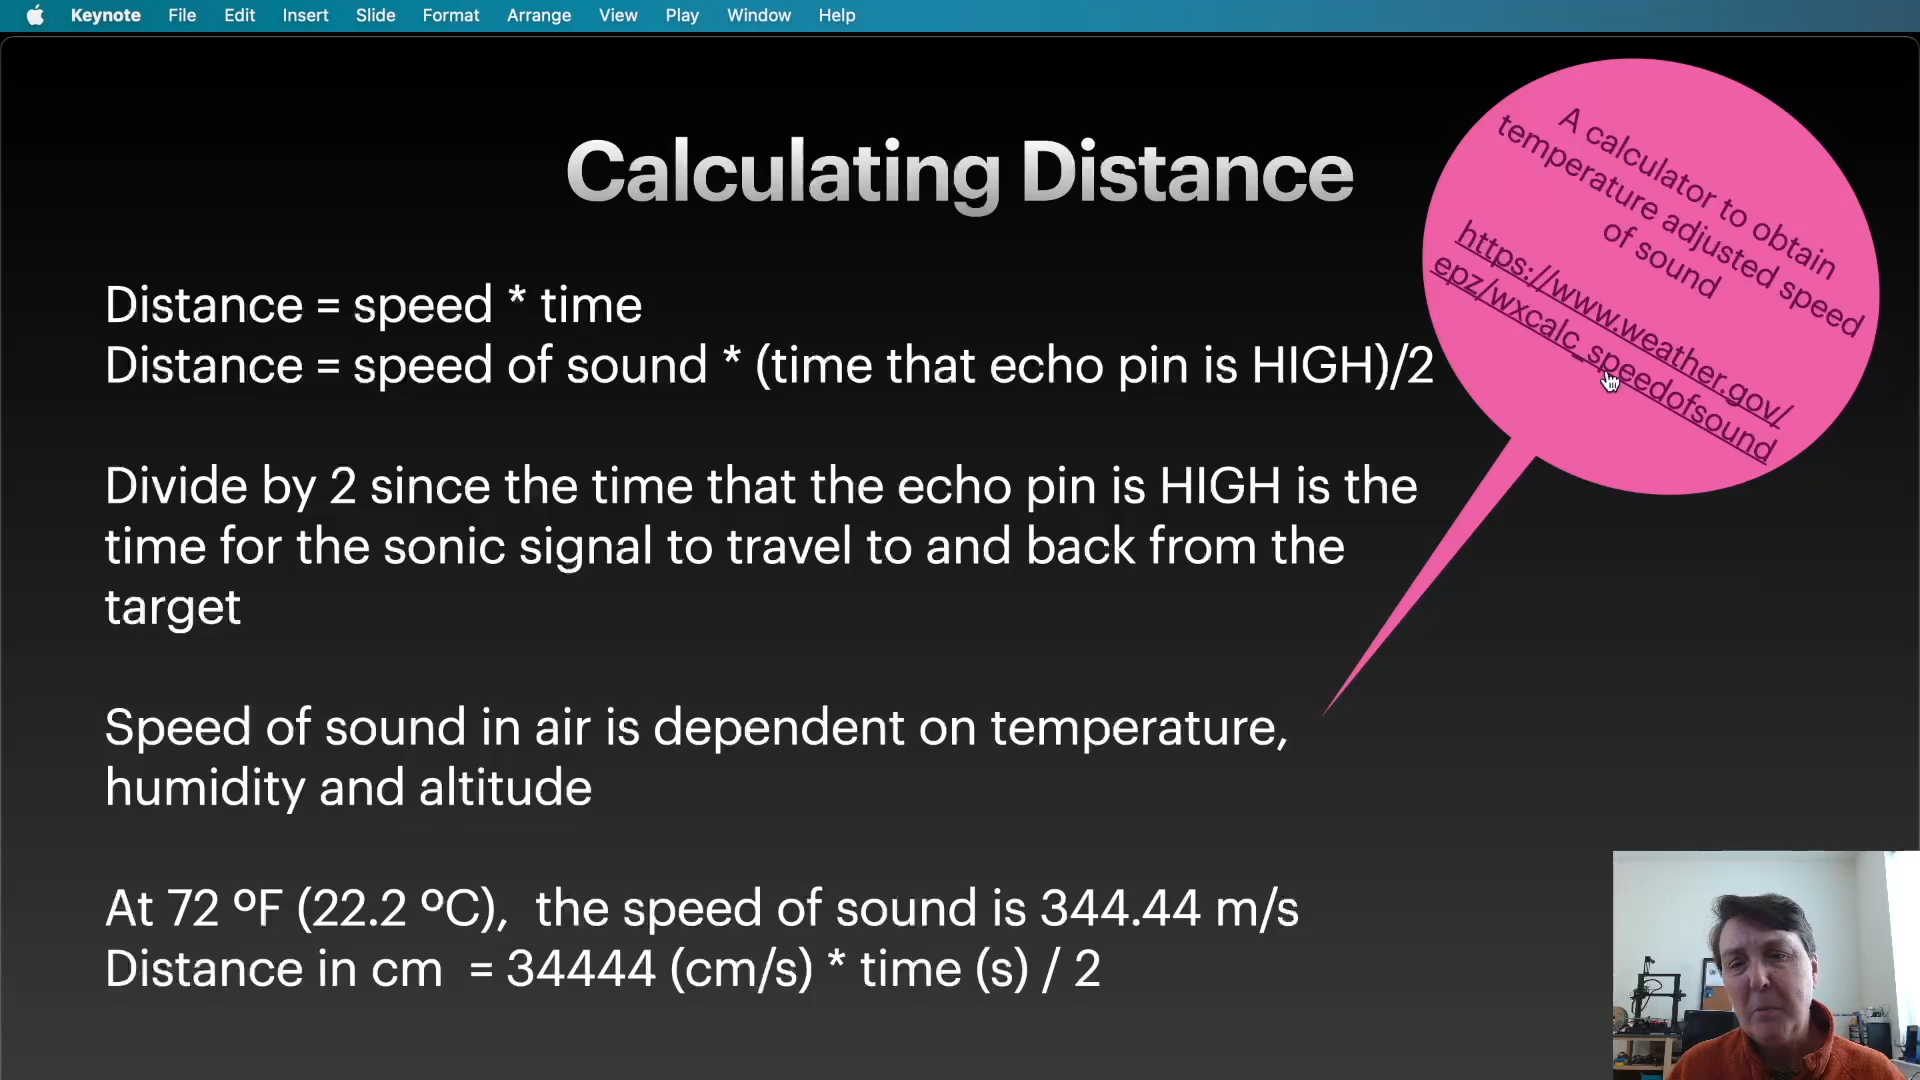 Keynote File Edit Insert Slide Format Arrange View Play Window Help
Calculating Distance
Distance = speed * time
Distance = speed of sound * (time that echo pin is HIGH)/2
Divide by 2 since the time that the echo pin is HIGH is the
time for the sonic signal to travel to and back from the
target
Speed of sound in air is dependent on temperature,
humidity and altitude
At 72 ºF (22.2 ºC),  the speed of sound is 344.44 m/s
Distance in cm  = 34444 (cm/s) * time (s) / 2
A calculator to obtain
temperature adjusted speed
of sound
https://www.weather.gov/
epz/wxcalc_speedofsound